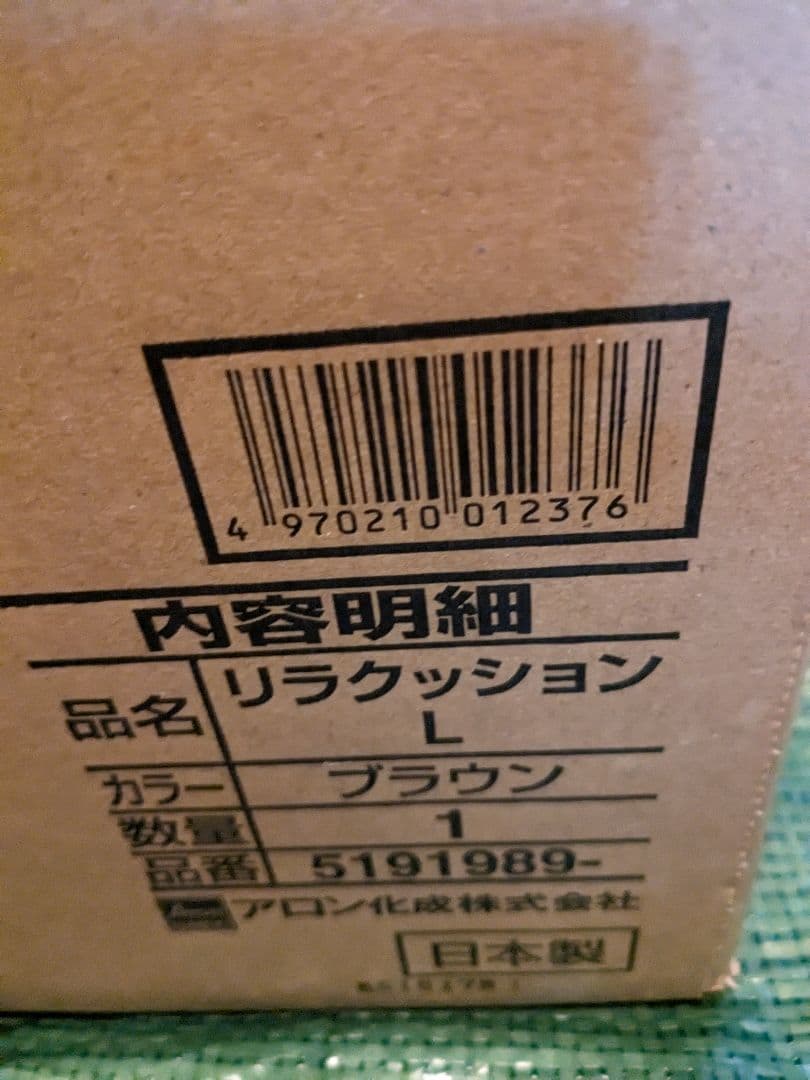 4 970210 012376
内容明細
品名 リラクッション
L
カラー ブラウン
数量 1
品番 5191989-
アロン化成株式会社
日本製